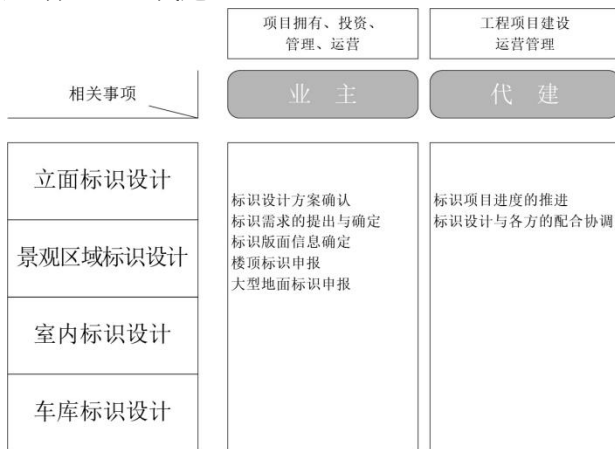 项目拥有、投资、
管理、运营
工程项目建设
运营管理
相关事项
业 主
代 建
立面标识设计
景观区域标识设计
室内标识设计
车库标识设计
标识设计方案确认
标识需求的提出与确定
标识版面信息确定
楼顶标识申报
大型地面标识申报
标识项目进度的推进
标识设计与各方的配合协调